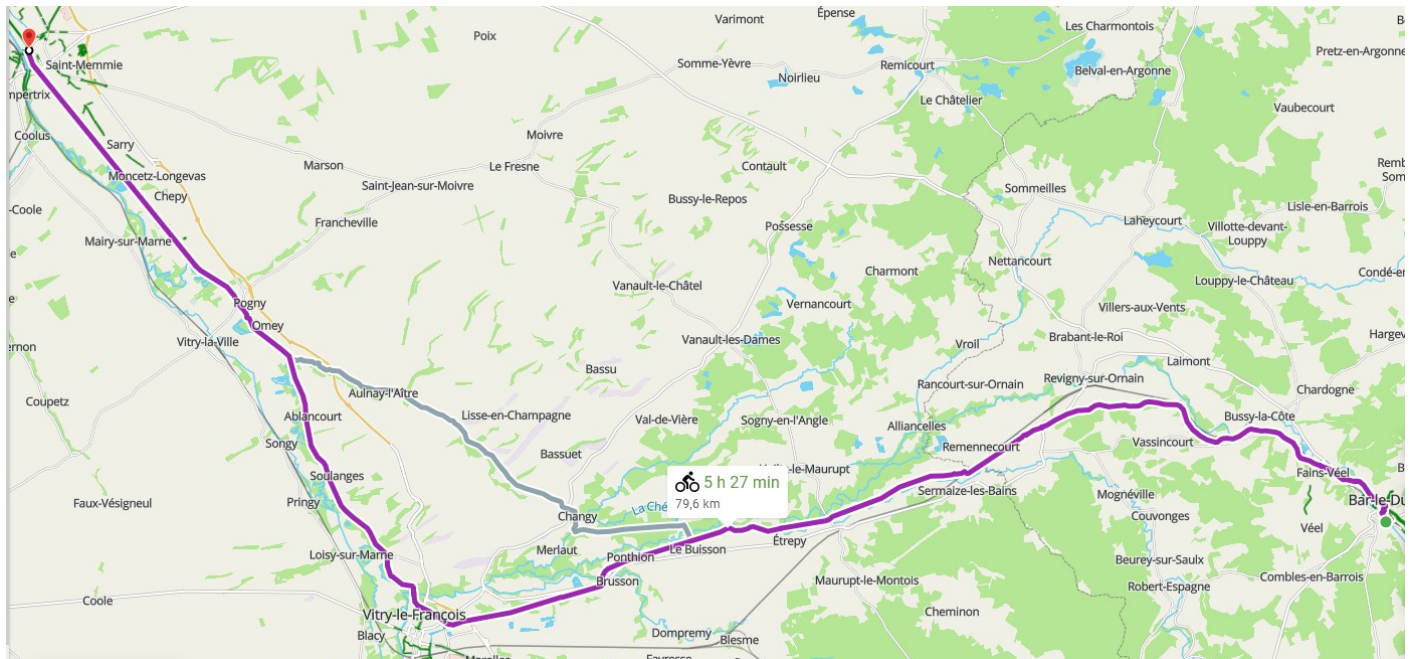 Varimont
Épense
Les Charmontois
Poix
Somme-Yèvre
Saint-Memmie
Noirlieu
Remicourt
Belval-en-Argonne
Pretz-en-Argonne
mpertrix
Le Châtelier
Vaubecourt
Coolus
Moivre
Sarry
Marson
Le Fresne
Contault
Moncetz-Longevas
Saint-Jean-sur-Moivre
Sommeilles
Chepy
Bussy-le-Repos
Lisle-en-Barrois
-Coole
Francheville
Possesse
Laheycourt
Villotte-devant-
Louppy
Mairy-sur-Marne
Nettancourt
Charmont
Condé-en
Vanault-le-Châtel
Louppy-le-Château
Pogny
Vernancourt
Villers-aux-Vents
Omey
Vitry-la-Ville
Vanault-les-Dames
Vroil
Brabant-le-Roi
Hargev
ernon
Bassu
Laimont
Aulnay-l'Aître
Rancourt-sur-Ornain
Revigny-sur-Ornain
Chardogne
Coupetz
Ablancourt
Lisse-en-Champagne
Val-de-Vière
Sogny-en-l'Angle
Alliancelles
Bussy-la-Côte
Songy
Bassuet
Remennecourt
Vassincourt
Soulanges
le-Maurupt
Fains-Véel
5 h 27 min
79,6 km
Sermaize-les-Bains
Mognéville
Bar-le-Du
Faux-Vésigneul
Pringy
La Ché
Changy
Couvonges
Véel
Merlaut
Étrepy
Loisy-sur-Marne
Ponthion
Le Buisson
Beurey-sur-Saulx
Brusson
Maurupt-le-Montois
Robert-Espagne
Combles-en-Barrois
Coole
Vitry-le-François
Cheminon
Blacy
Dompremy
Blesme